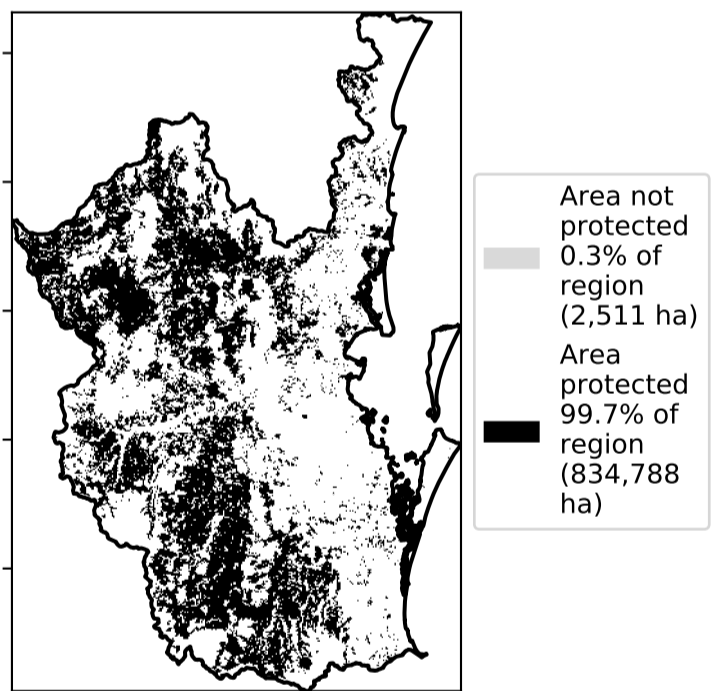 Area not
protected
0.3% of
region
(2,511 ha)
Area
protected
99.7% of
region
(834,788
ha)